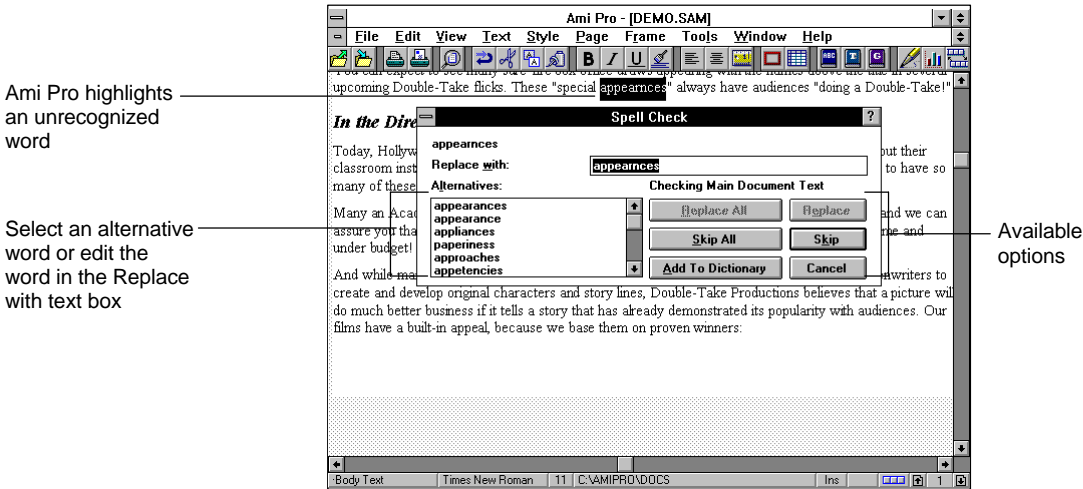 Ami Pro - [DEMO.SAM]
File Edit View Text Style Page Frame Tools Window Help
B I U ABC T G
upcoming Double-Take flicks. These "special appearnces" always have audiences "doing a Double-Take!"
Ami Pro highlights
an unrecognized
word
In the Dire
Spell Check ?
appearnces
Replace with: appearnces
Alternatives: Checking Main Document Text
appearances
appearance
appliances
paperiness
approaches
appetencies
Replace All Replace
Skip All Skip
Add To Dictionary Cancel
Today, Hollyw out their
classroom inst to have so
many of these
Many an Acad and we can
assure you tha me and
under budget!
And while ma nwriters to
create and develop original characters and story lines, Double-Take Productions believes that a picture will
do much better business if it tells a story that has already demonstrated its popularity with audiences. Our
films have a built-in appeal, because we base them on proven winners:
Select an alternative
word or edit the
word in the Replace
with text box
Available
options
Body Text Times New Roman 11 C:\AMIPRO\DOCS Ins 1